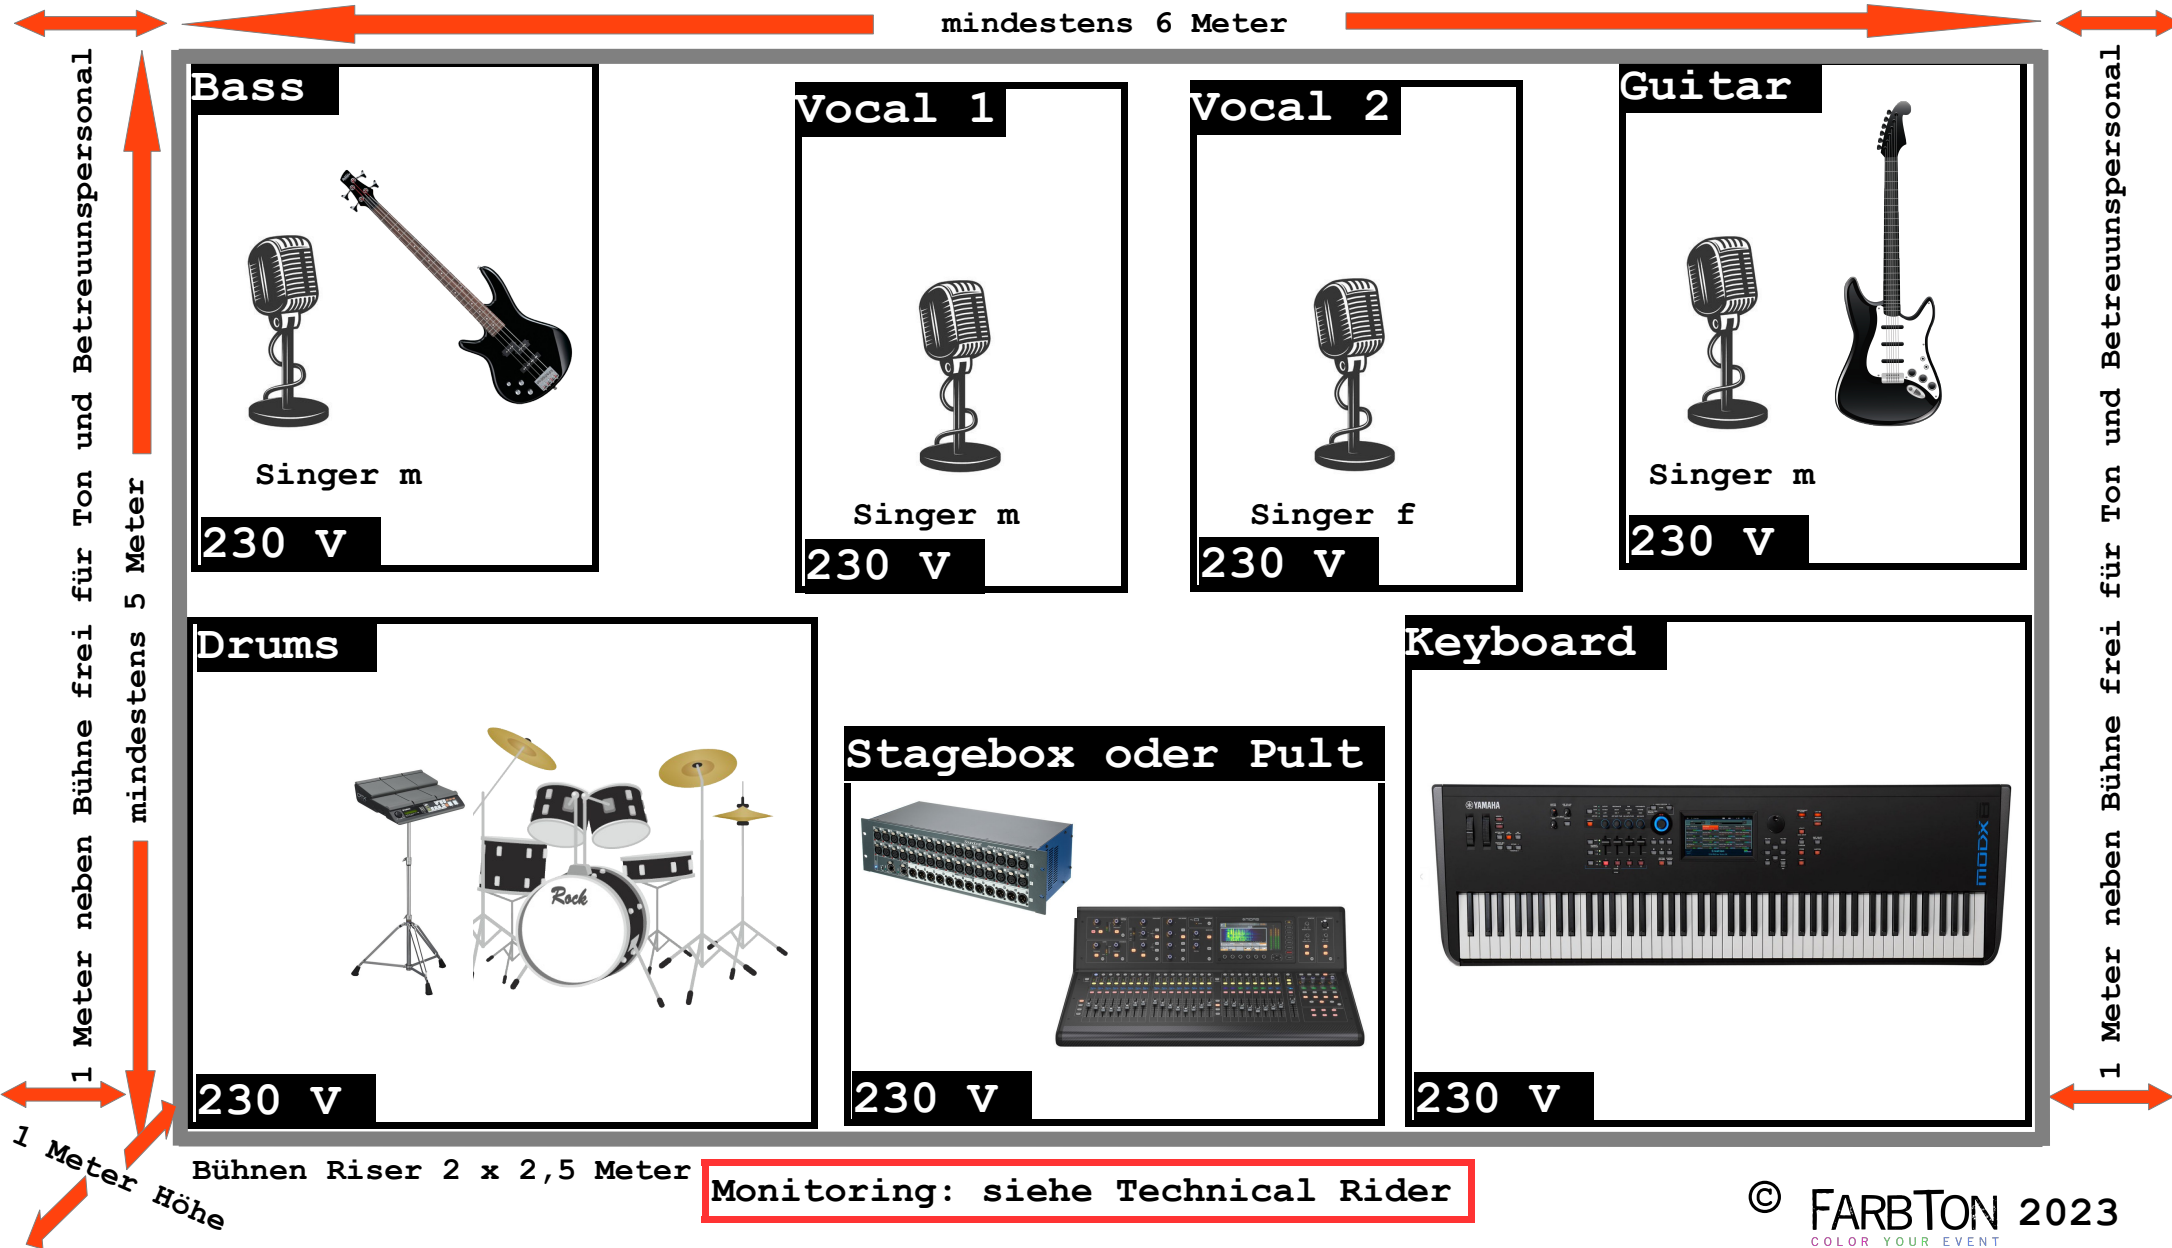 mindestens 6 Meter
1 Meter neben Bühne frei für Ton und Betreuunspersonal
mindestens 5 Meter
Bass
Singer m
230 V
Vocal 1
Singer m
230 V
Vocal 2
Singer f
230 V
Guitar
Singer m
230 V
1 Meter neben Bühne frei für Ton und Betreuunspersonal
Drums
Rock
230 V
Stagebox oder Pult
230 V
Keyboard
YAMAHA
MODX8
230 V
1 Meter Höhe
Bühnen Riser 2 x 2,5 Meter
Monitoring: siehe Technical Rider
© FARBTON 2023
COLOR YOUR EVENT